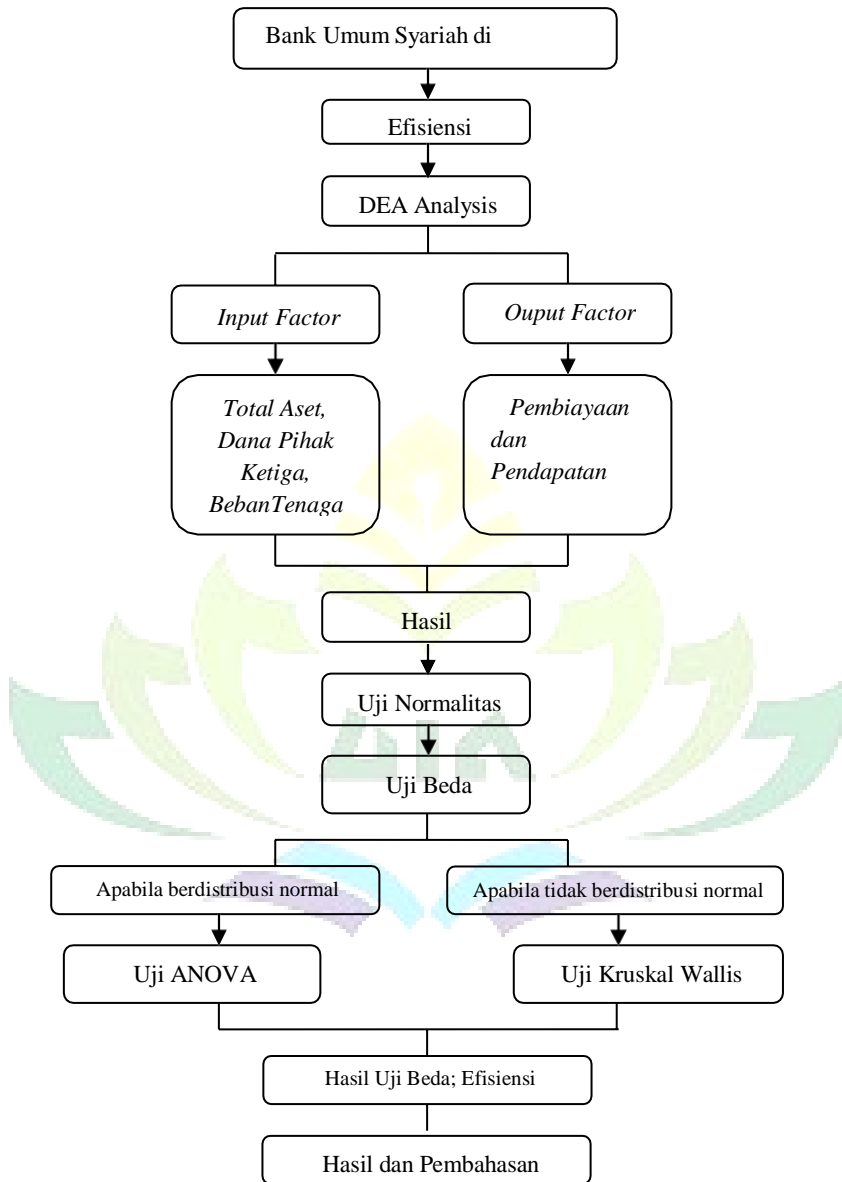 Bank Umum Syariah di
Efisiensi
DEA Analysis
Input Factor
Ouput Factor
Total Aset,
Dana Pihak
Ketiga,
BebanTenaga
Pembiayaan
dan
Pendapatan
Hasil
Uji Normalitas
Uji Beda
Apabila berdistribusi normal
Apabila tidak berdistribusi normal
Uji ANOVA
Uji Kruskal Wallis
Hasil Uji Beda; Efisiensi
Hasil dan Pembahasan